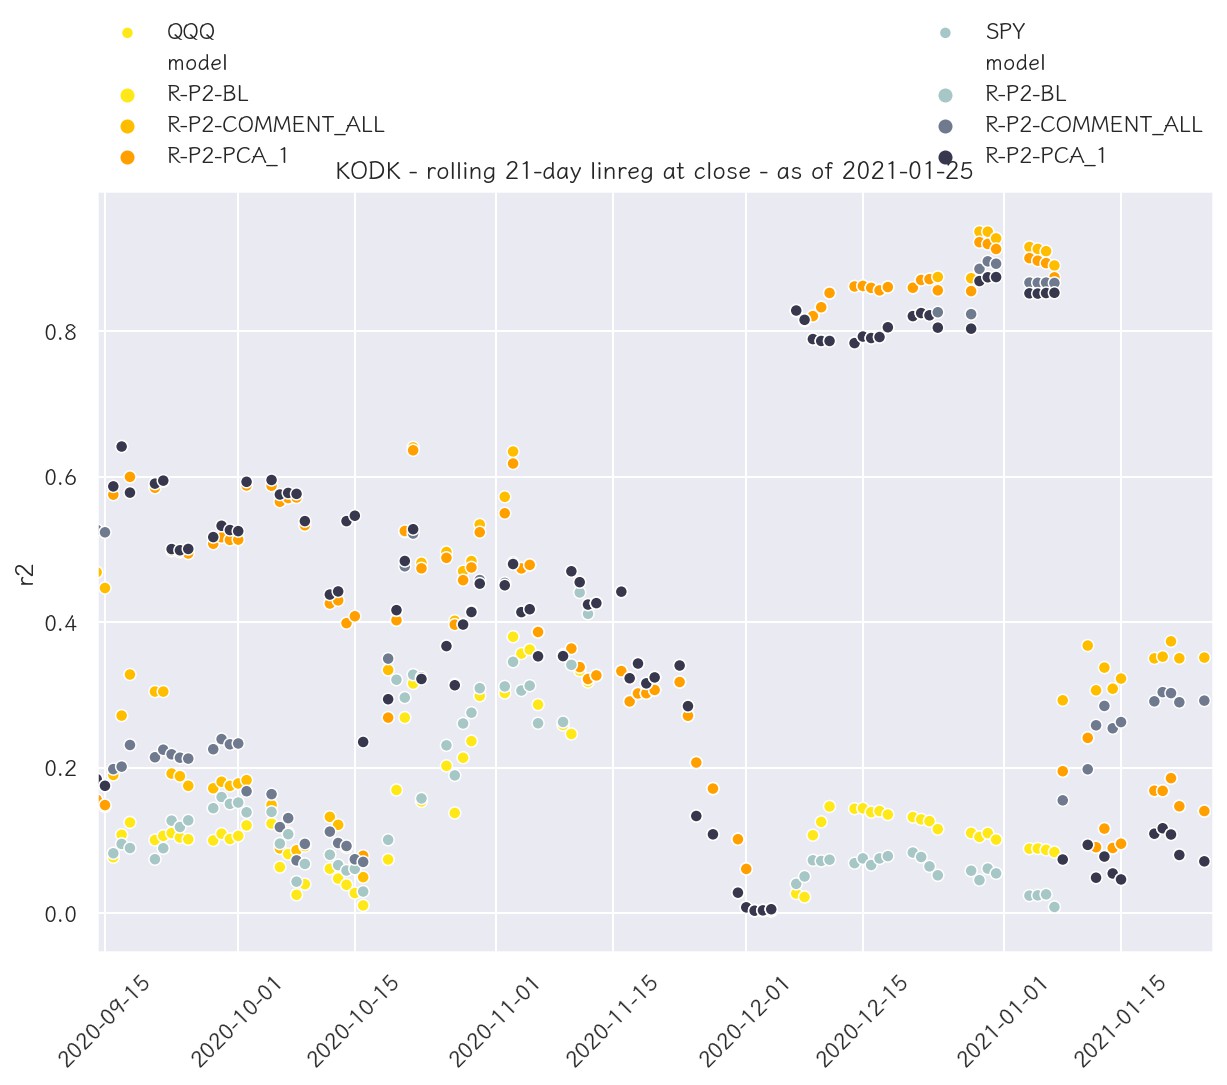 QQQ
model
R-P2-BL
R-P2-COMMENT_ALL
R-P2-PCA_1
SPY
model
R-P2-BL
R-P2-COMMENT_ALL
R-P2-PCA_1
KODK - rolling 21-day linreg at close - as of 2021-01-25
r2
0.8
0.6
0.4
0.2
0.0
2020-09-15
2020-10-01
2020-10-15
2020-11-01
2020-11-15
2020-12-01
2020-12-15
2021-01-01
2021-01-15